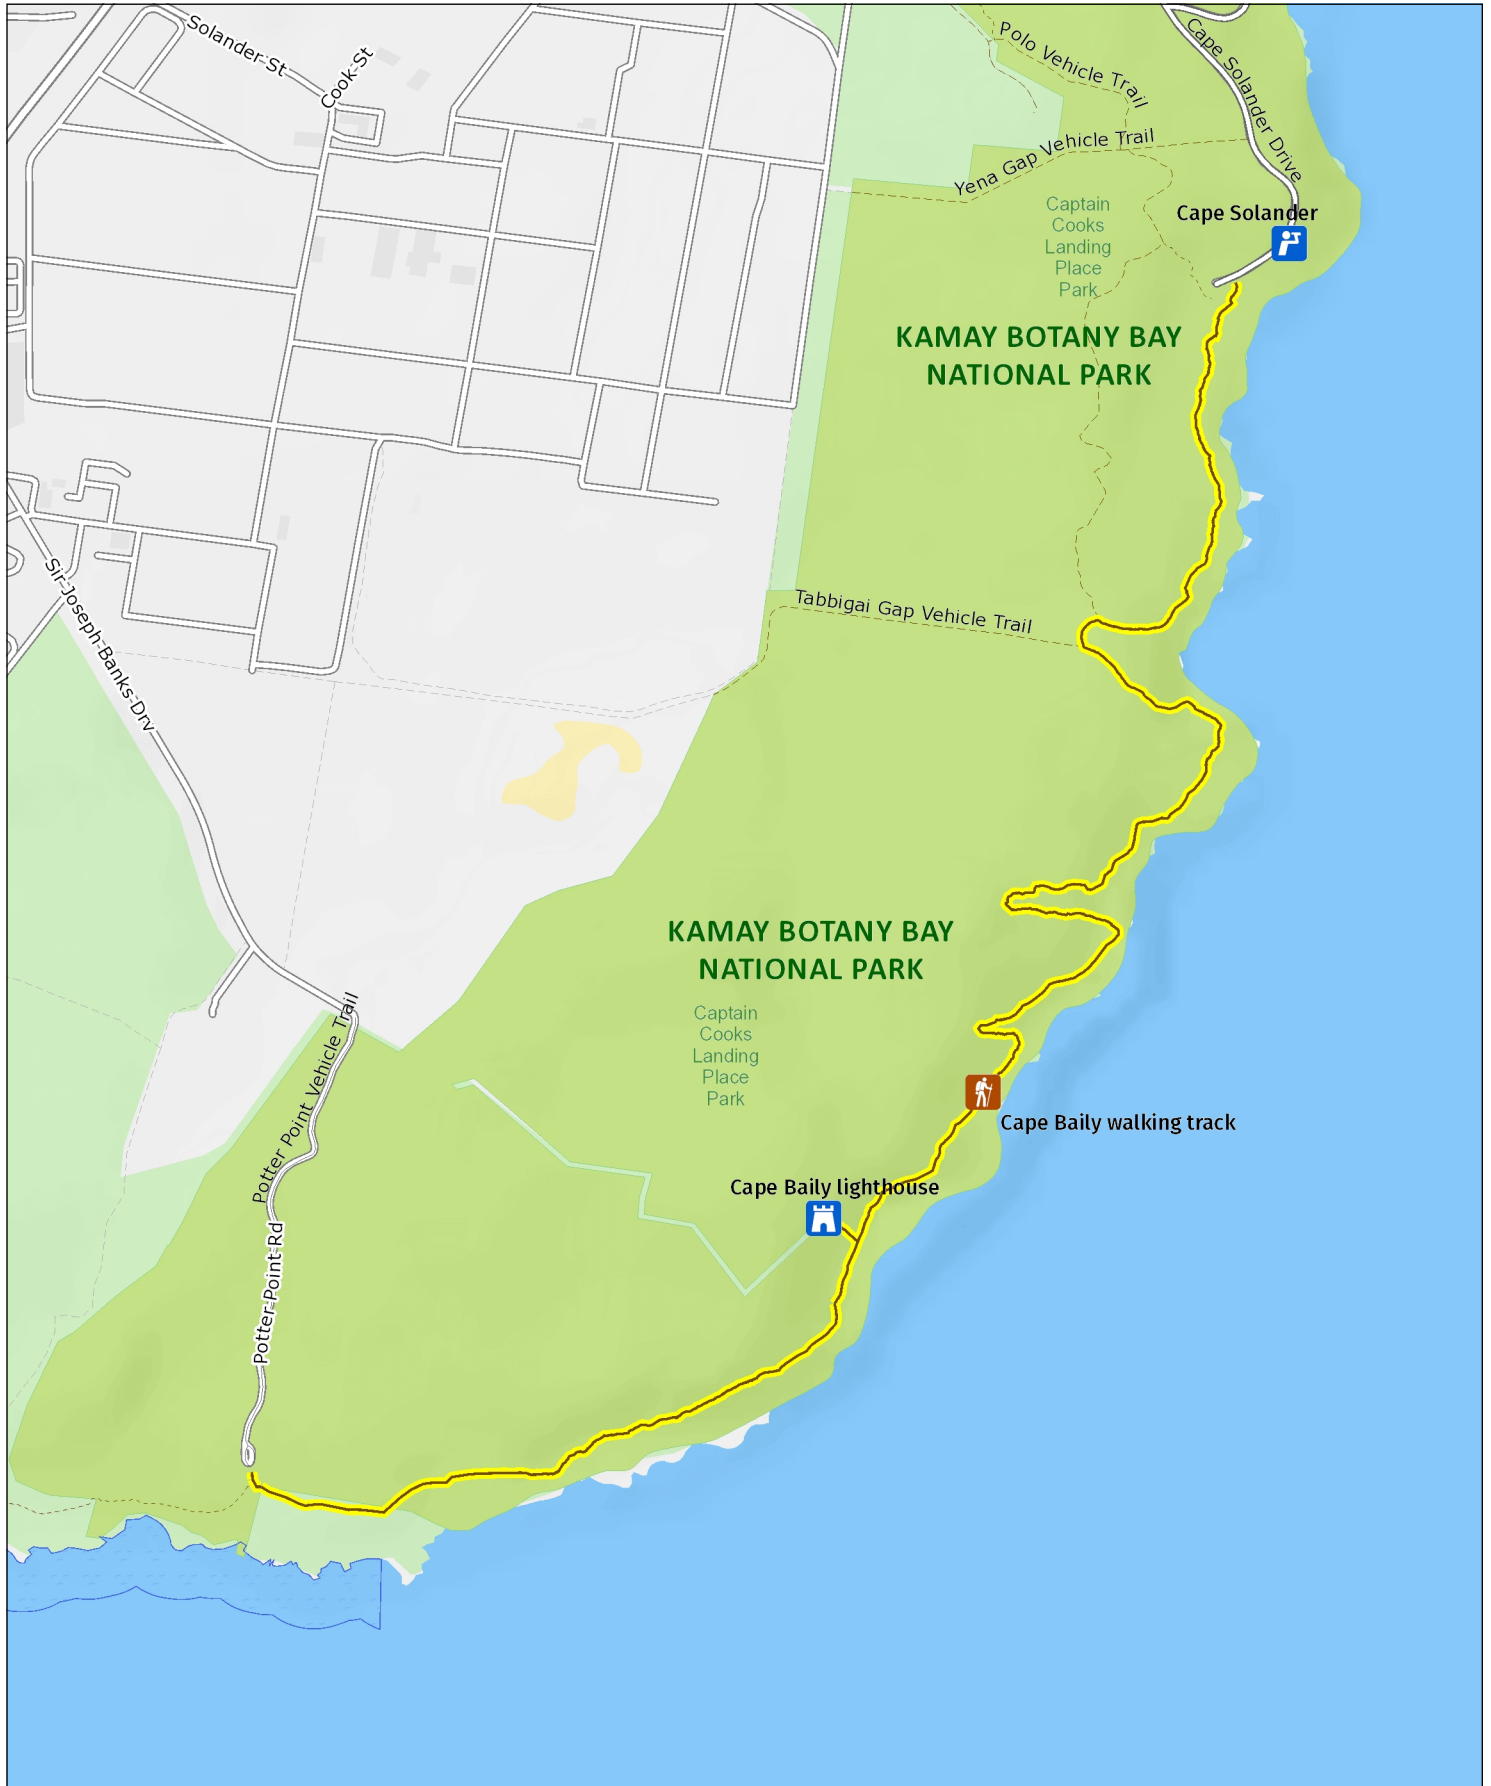 Solander-St
Cook-St
Polo Vehicle Trail
Cape Solander Drive
Yena Gap Vehicle Trail
Captain
Cooks
Landing
Place
Park
Cape Solander
KAMAY BOTANY BAY
NATIONAL PARK
Sir-Joseph-Banks-Drv
Tabbigai Gap Vehicle Trail
KAMAY BOTANY BAY
NATIONAL PARK
Captain
Cooks
Landing
Place
Park
Potter Point Vehicle Trail
Cape Baily walking track
Cape Baily lighthouse
Potter-Point-Rd